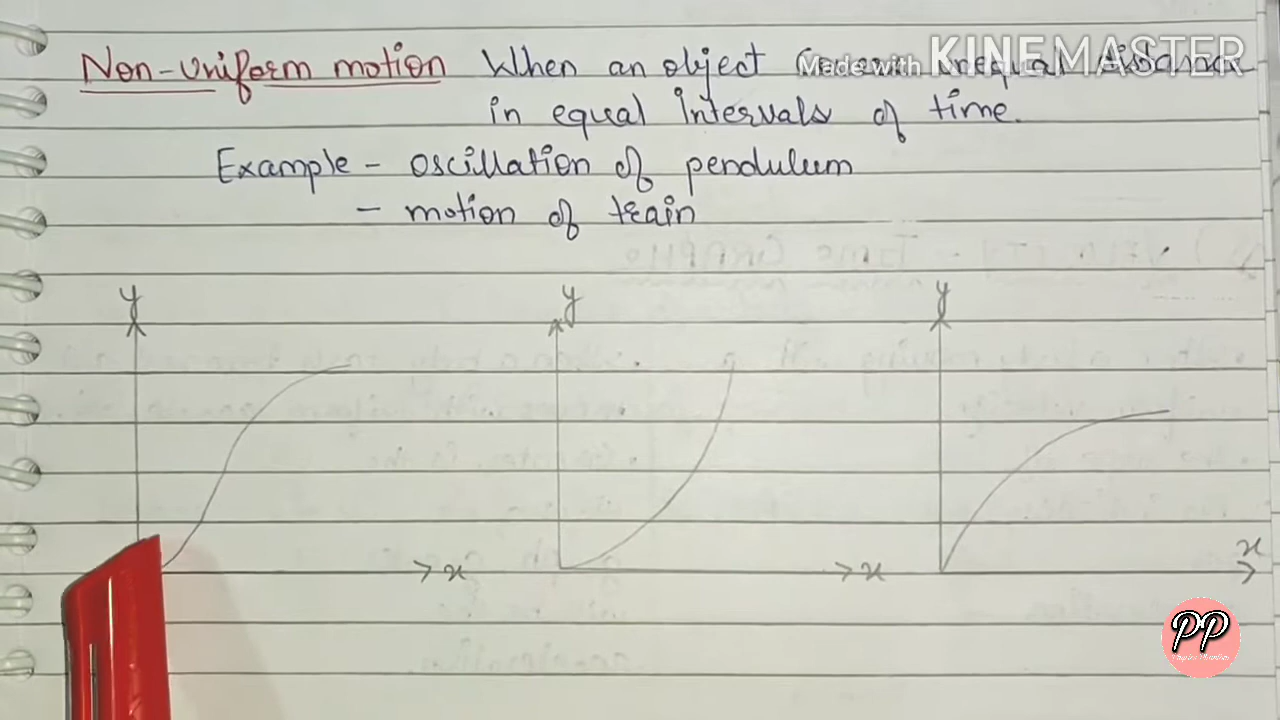 Non-Uniform motion When an object unequal distance
Made with KINEMASTER
in equal intervals of time.
Example - oscillation of pendulum
- motion of train
y
y
y
x
x
x
PP